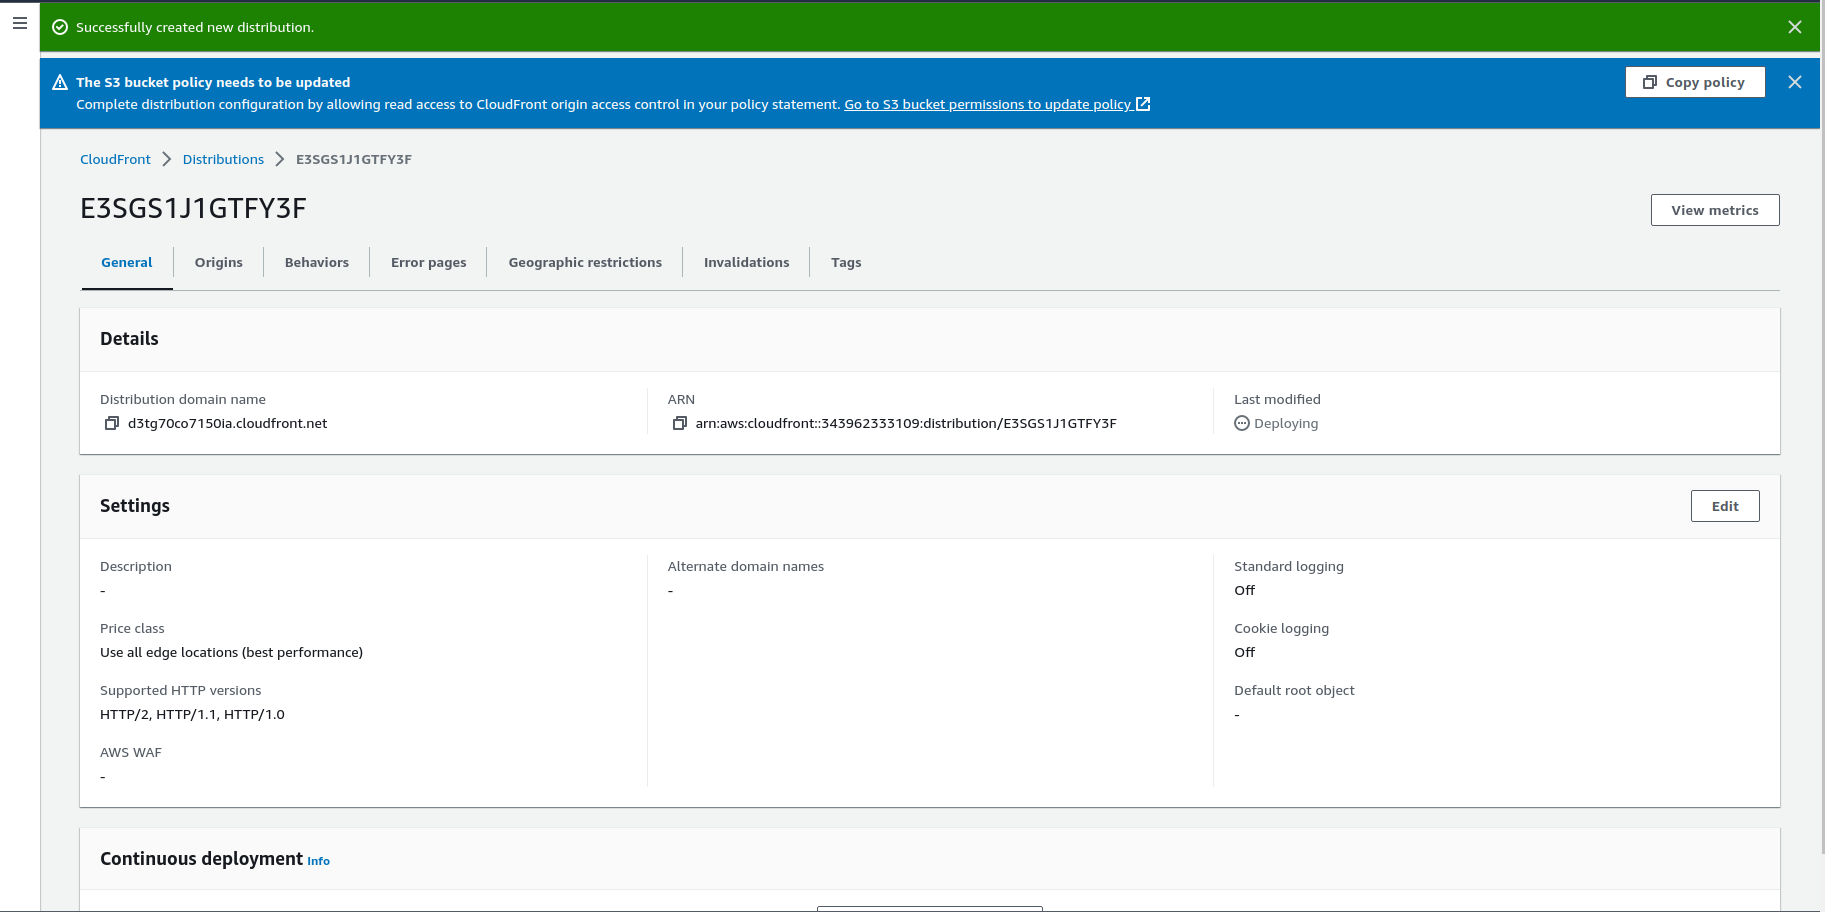 Successfully created new distribution.
The S3 bucket policy needs to be updated
Complete distribution configuration by allowing read access to CloudFront origin access control in your policy statement. Go to S3 bucket permissions to update policy
Copy policy
CloudFront > Distributions > E3SGS1J1GTFY3F
E3SGS1J1GTFY3F
View metrics
General Origins Behaviors Error pages Geographic restrictions Invalidations Tags
Details
Distribution domain name
d3tg70co7150ia.cloudfront.net
ARN
arn:aws:cloudfront::343962333109:distribution/E3SGS1J1GTFY3F
Last modified
Deploying
Settings
Edit
Description
-
Price class
Use all edge locations (best performance)
Supported HTTP versions
HTTP/2, HTTP/1.1, HTTP/1.0
AWS WAF
-
Alternate domain names
-
Standard logging
Off
Cookie logging
Off
Default root object
-
Continuous deployment Info